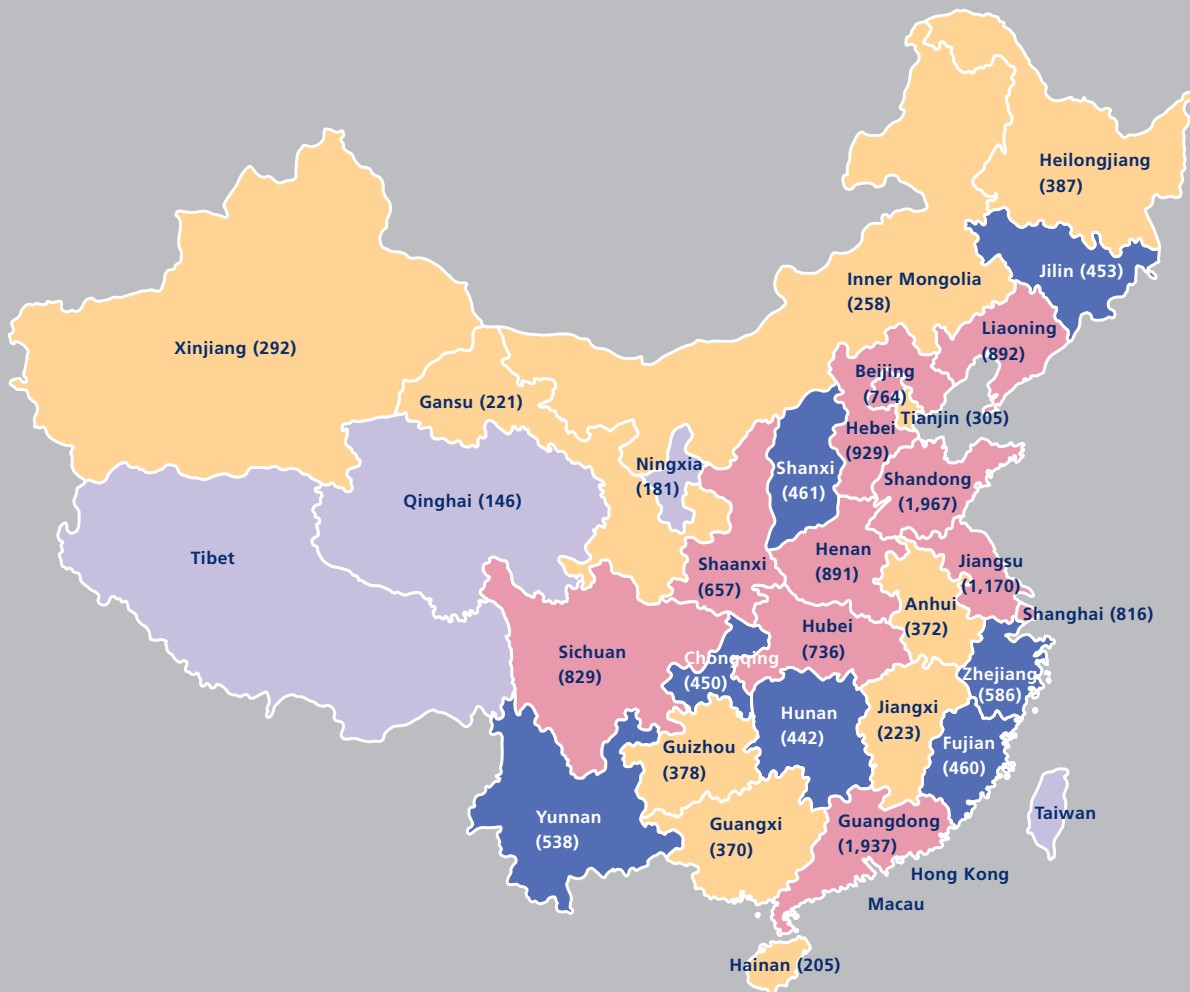 Heilongjiang
(387)
Jilin (453)
Inner Mongolia
(258)
Liaoning
(892)
Xinjiang (292)
Beijing
(764)
Gansu (221)
Tianjin (305)
Hebei
(929)
Ningxia
(181)
Shanxi
(461)
Shandong
(1,967)
Qinghai (146)
Tibet
Shaanxi
(657)
Henan
(891)
Jiangsu
(1,170)
Anhui
(372)
Shanghai (816)
Sichuan
(829)
Hubei
(736)
Chongqing
(450)
Zhejiang
(586)
Hunan
(442)
Jiangxi
(223)
Guizhou
(378)
Fujian
(460)
Yunnan
(538)
Guangxi
(370)
Guangdong
(1,937)
Taiwan
Hong Kong
Macau
Hainan (205)